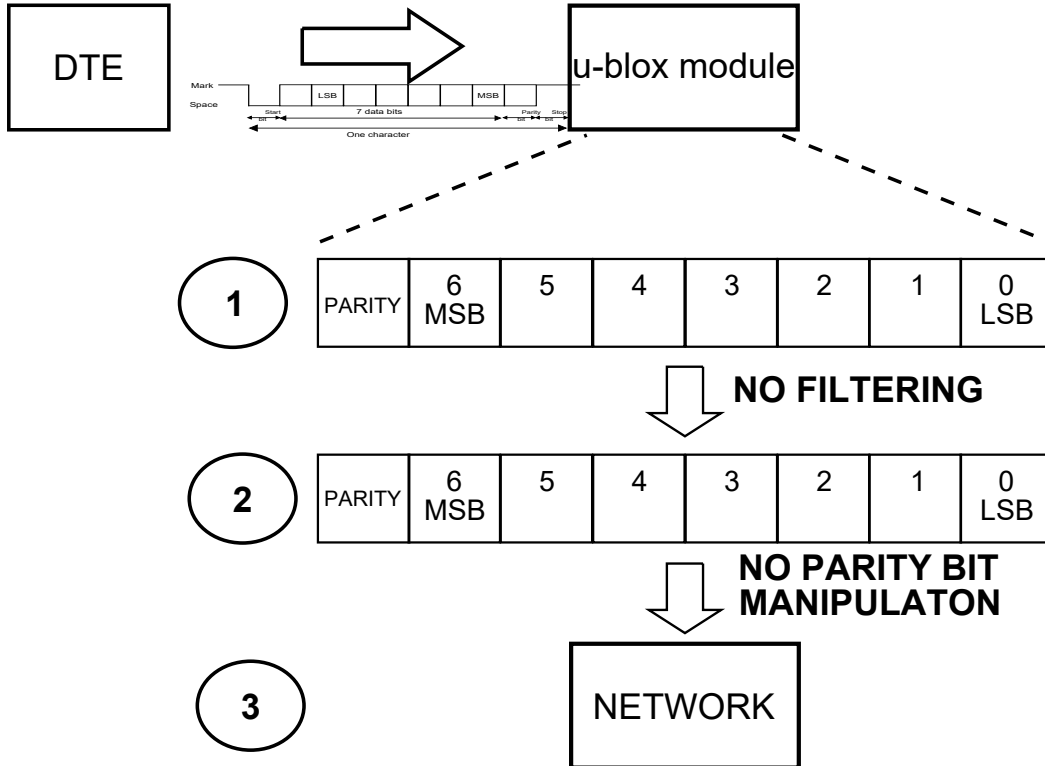 DTE
u-blox module
Mark
LSB
MSB
Space
Start
bit
7 data bits
Parity
bit
Stop
bit
One character
1
PARITY
6
MSB
5
4
3
2
1
0
LSB
NO FILTERING
2
PARITY
6
MSB
5
4
3
2
1
0
LSB
NO PARITY BIT
MANIPULATON
3
NETWORK